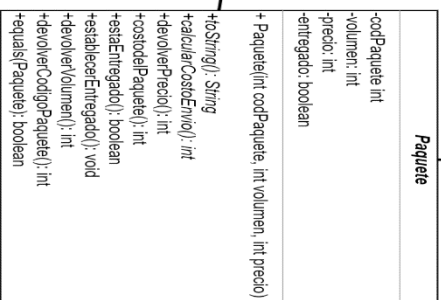 Paquete
-codPaquete int
-volumen: int
-precio: int
-entregado: boolean
+ Paquete(int codPaquete, int volumen, int precio)
+toString(): String
+calcularCostoEnvio(): int
+devolverPrecio(): int
+costodelPaquete(): int
+estaEntregado(): boolean
+establecerEntregado(): void
+devolverVolumen(): int
+devolverCodigoPaquete(): int
+equals(Paquete): boolean